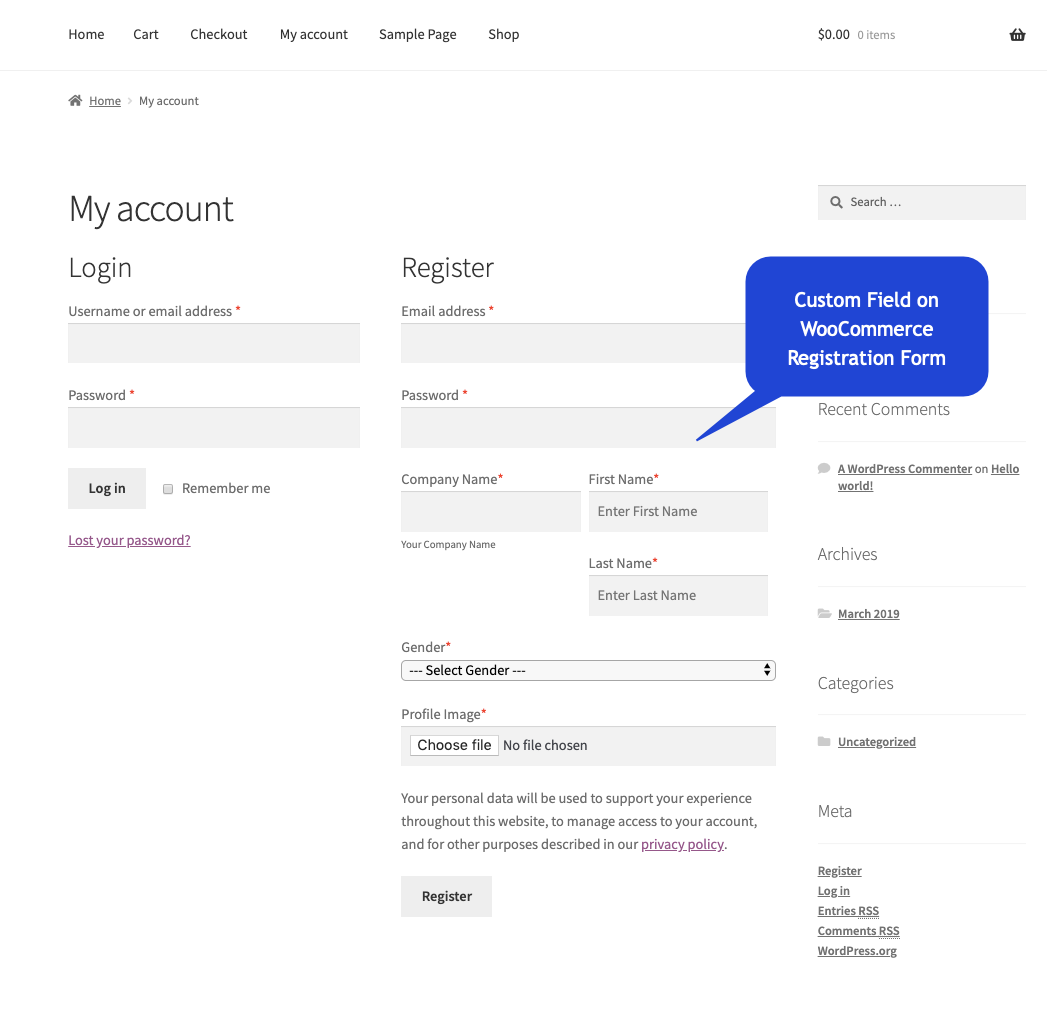 Home Cart Checkout My account Sample Page Shop $0.00 0 items
Home My account
My account
Search …
Login
Username or email address *
Password *
Log in Remember me
Lost your password?
Register
Email address *
Password *
Custom Field on
WooCommerce
Registration Form
Company Name*
Your Company Name
First Name*
Enter First Name
Last Name*
Enter Last Name
Gender*
--- Select Gender ---
Profile Image*
Choose file No file chosen
Your personal data will be used to support your experience
throughout this website, to manage access to your account,
and for other purposes described in our privacy policy.
Register
Recent Comments
A WordPress Commenter on Hello
world!
Archives
March 2019
Categories
Uncategorized
Meta
Register
Log in
Entries RSS
Comments RSS
WordPress.org